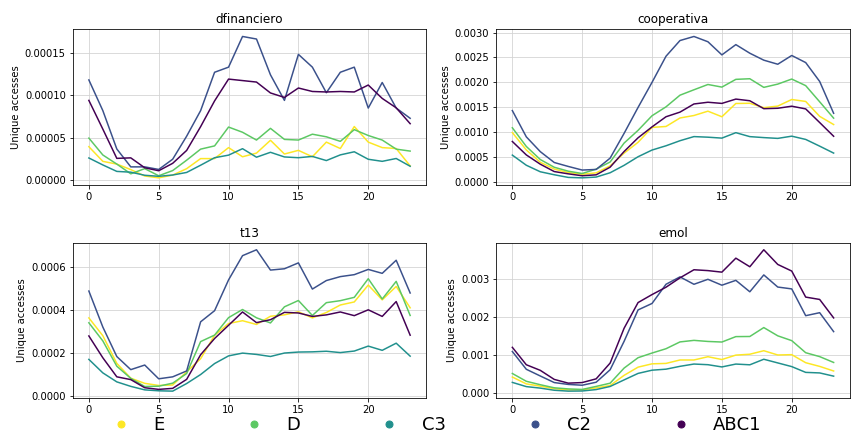 dfinanciero
Unique accesses
0.00015
0.00010
0.00005
0.00000
0 5 10 15 20
cooperativa
Unique accesses
0.0030
0.0025
0.0020
0.0015
0.0010
0.0005
0.0000
0 5 10 15 20
t13
Unique accesses
0.0006
0.0004
0.0002
0.0000
0 5 10 15 20
emol
Unique accesses
0.003
0.002
0.001
0.000
0 5 10 15 20
E D C3 C2 ABC1